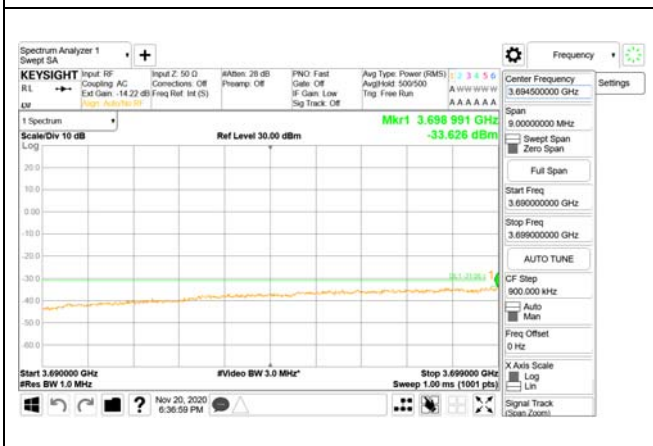 Spectrum Analyzer 1
Swept SA
Frequency
KEYSIGHT
Input: RF
Input Z: 50 Ω
#Atten: 28 dB
PNO: Fast
Avg Type: Power (RMS)
1 2 3 4 5 6
RL
Coupling: AC
Corrections: Off
Preamp: Off
Gate: Off
Avg|Hold: 500/500
A W W W W W
Ext Gain: -14.22 dB
Freq Ref: Int (S)
IF Gain: Low
Trig: Free Run
Align: Auto/No RF
Sig Track: Off
A A A A A A
1 Spectrum
Mkr1 3.698 991 GHz
Scale/Div 10 dB
Ref Level 30.00 dBm
-33.626 dBm
Log
20.0
10.0
0.00
-10.0
-20.0
-30.0
1
-40.0
-50.0
-60.0
Start 3.690000 GHz
#Video BW 3.0 MHz*
Stop 3.699000 GHz
#Res BW 1.0 MHz
Sweep 1.00 ms (1001 pts)
?
Nov 20, 2020
6:36:59 PM
Center Frequency
3.694500000 GHz
Settings
Span
9.00000000 MHz
Swept Span
Zero Span
Full Span
Start Freq
3.690000000 GHz
Stop Freq
3.699000000 GHz
AUTO TUNE
CF Step
900.000 kHz
Auto
Man
Freq Offset
0 Hz
X Axis Scale
Log
Lin
Signal Track
(Span Zoom)